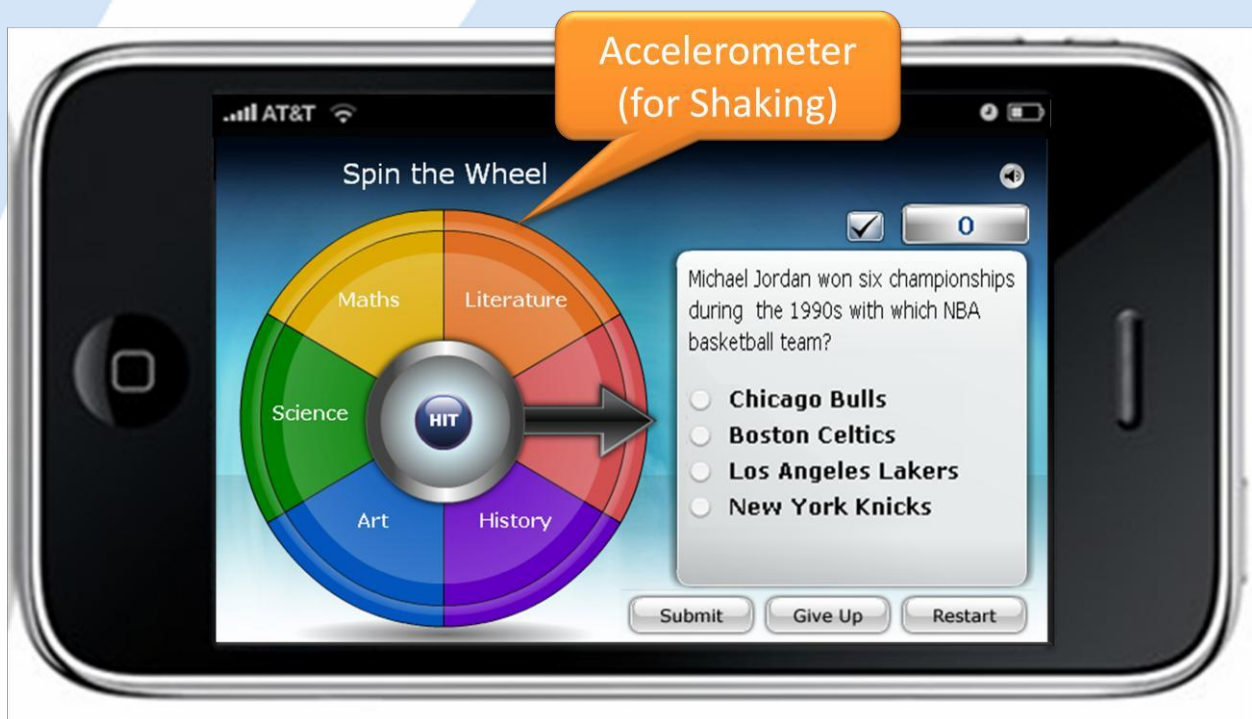 Accelerometer
(for Shaking)
AT&T
Spin the Wheel
0
Maths
Literature
Science
HIT
Art
History
Michael Jordan won six championships
during the 1990s with which NBA
basketball team?
Chicago Bulls
Boston Celtics
Los Angeles Lakers
New York Knicks
Submit
Give Up
Restart